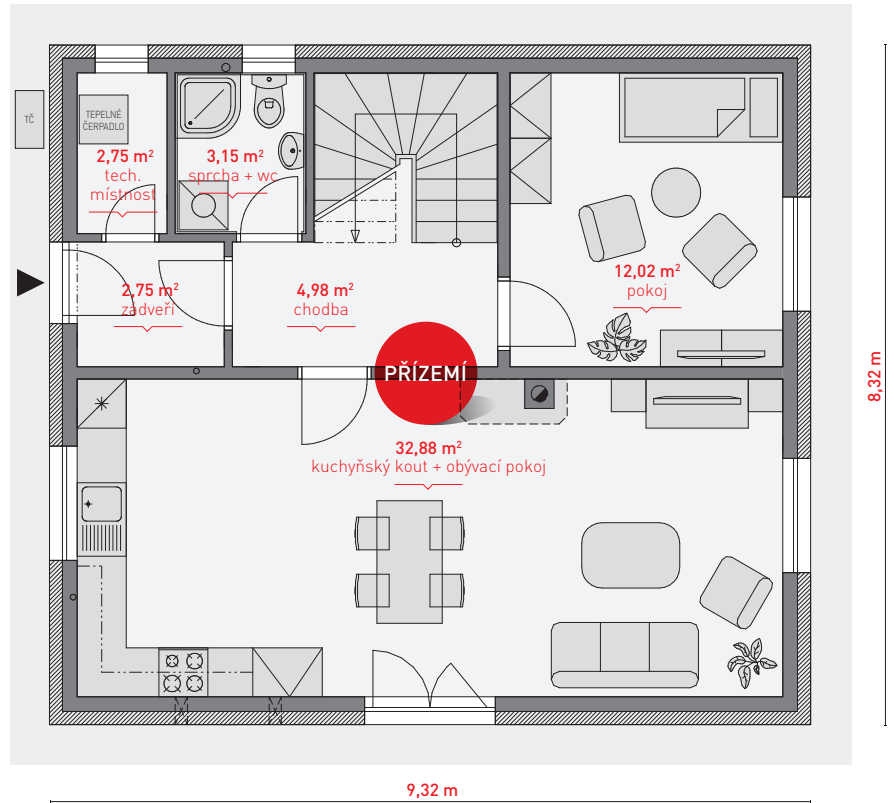 TČ
TEPELNÉ
ČERPADLO
2,75 m²
tech.
místnost
3,15 m²
sprcha + wc
12,02 m²
pokoj
2,75 m²
zádveří
4,98 m²
chodba
PŘÍZEMÍ
8,32 m
32,88 m²
kuchyňský kout + obývací pokoj
9,32 m